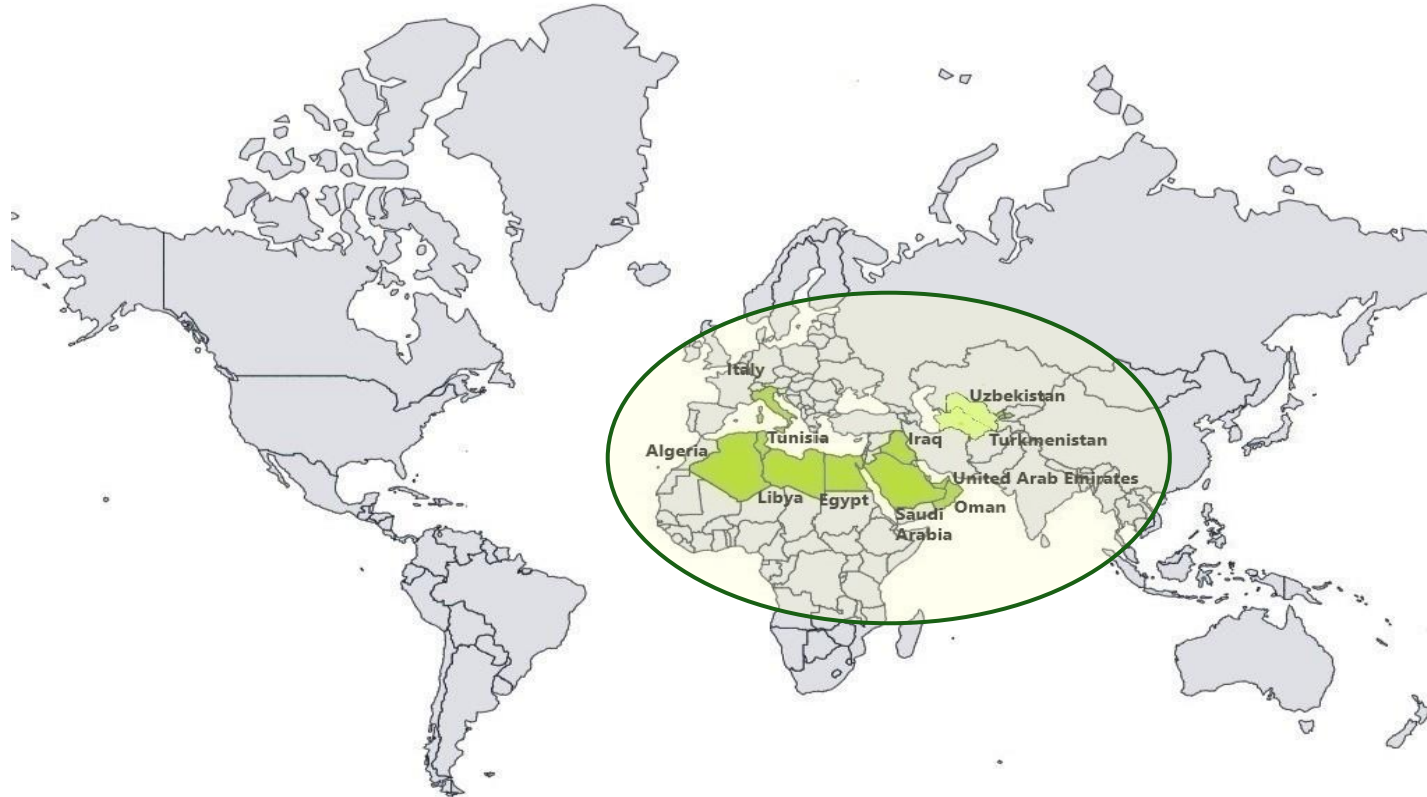 Italy
Uzbekistan
Tunisia
Iraq
Turkmenistan
Algeria
United Arab Emirates
Libya
Egypt
Oman
Saudi
Arabia